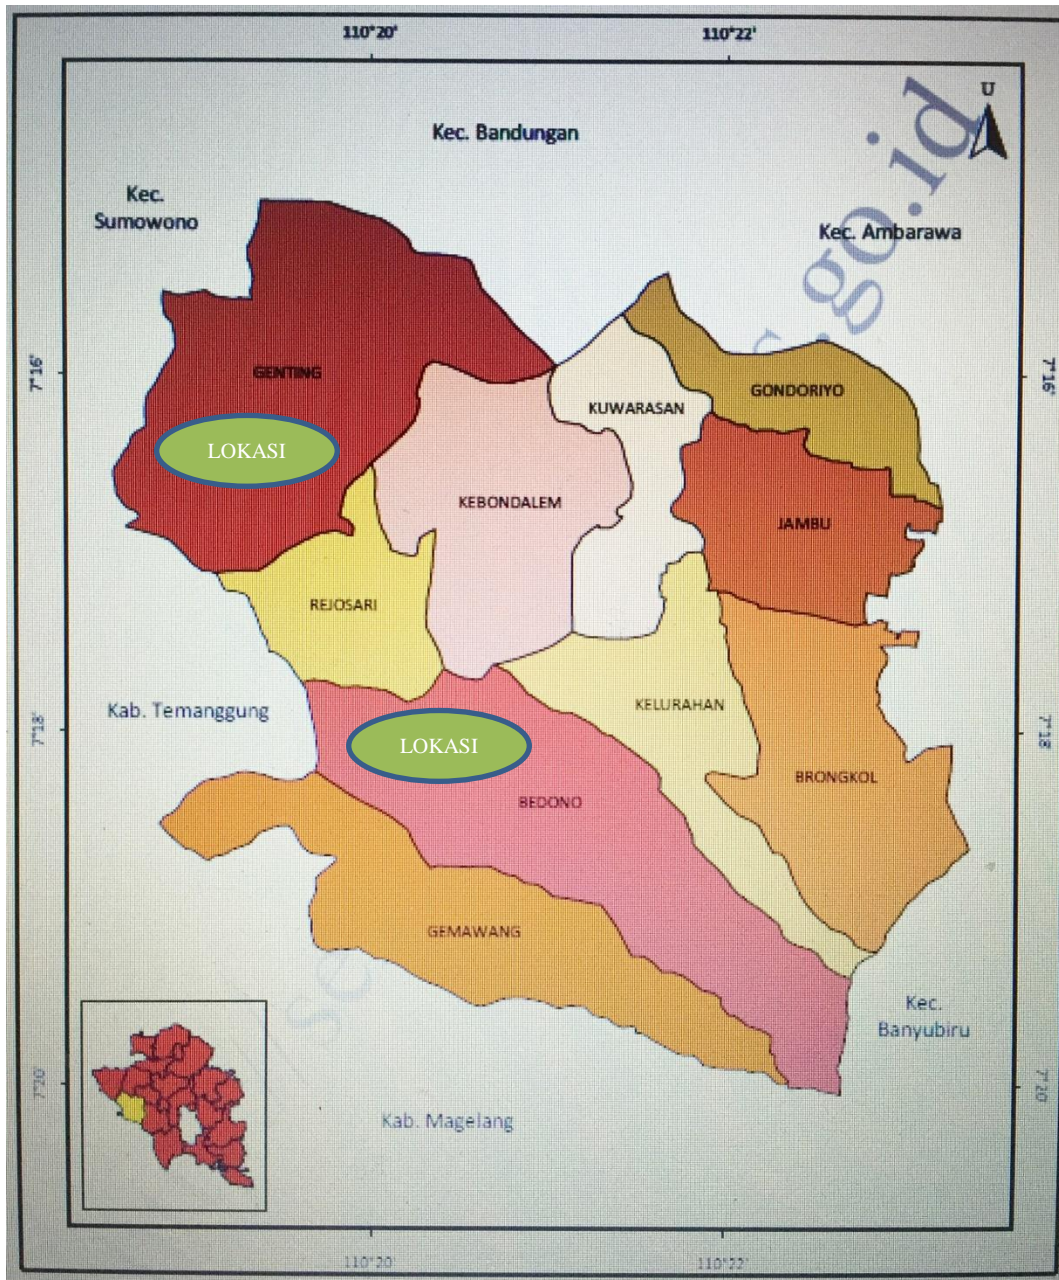 110°20'
110°22'
U
Kec. Bandungan
Kec.
Sumowono
Kec. Ambarawa
.go.id
7°16'
7°16'
GENTING
GONDORIYO
KUWARASAN
LOKASI
KEBONDALEM
JAMBU
REJOSARI
KELURAHAN
Kab. Temanggung
7°18'
7°18'
LOKASI
BRONGKOL
BEDONO
GEMAWANG
Kec.
Banyubiru
7°20'
7°20'
Kab. Magelang
110°20'
110°22'